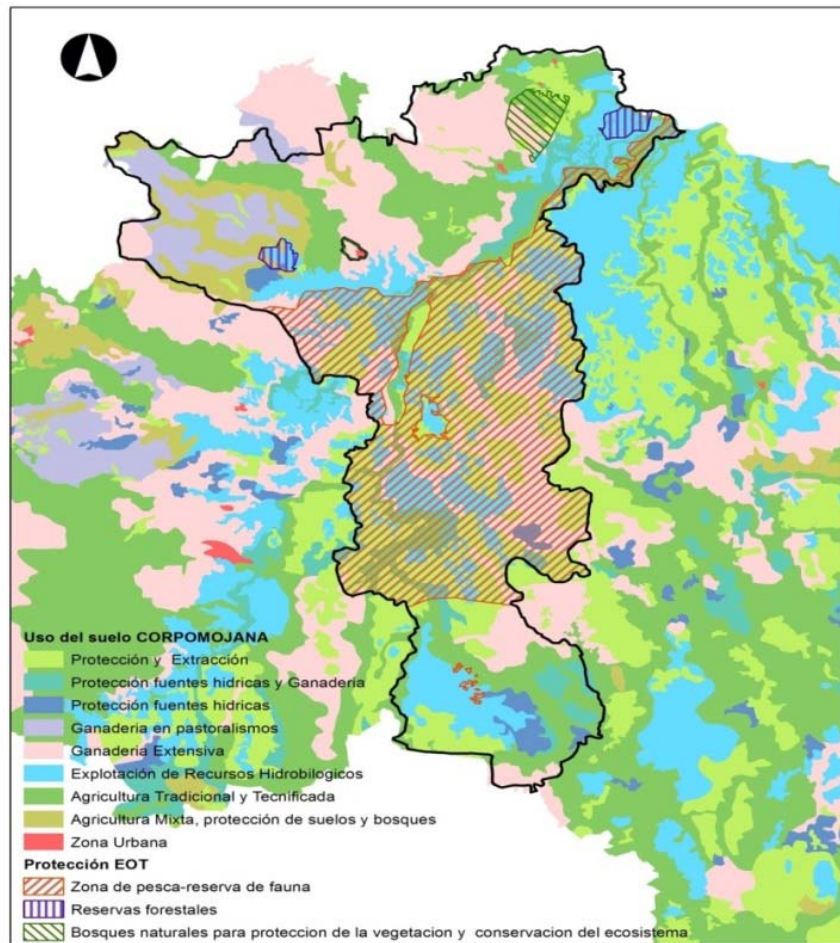 Uso del suelo CORPOMOJANA
Protección y Extracción
Protección fuentes hidricas y Ganaderia
Protección fuentes hidricas
Ganaderia en pastoralismos
Ganaderia Extensiva
Explotación de Recursos Hidrobilogicos
Agricultura Tradicional y Tecnificada
Agricultura Mixta, protección de suelos y bosques
Zona Urbana
Protección EOT
Zona de pesca-reserva de fauna
Reservas forestales
Bosques naturales para proteccion de la vegetacion y conservacion del ecosistema